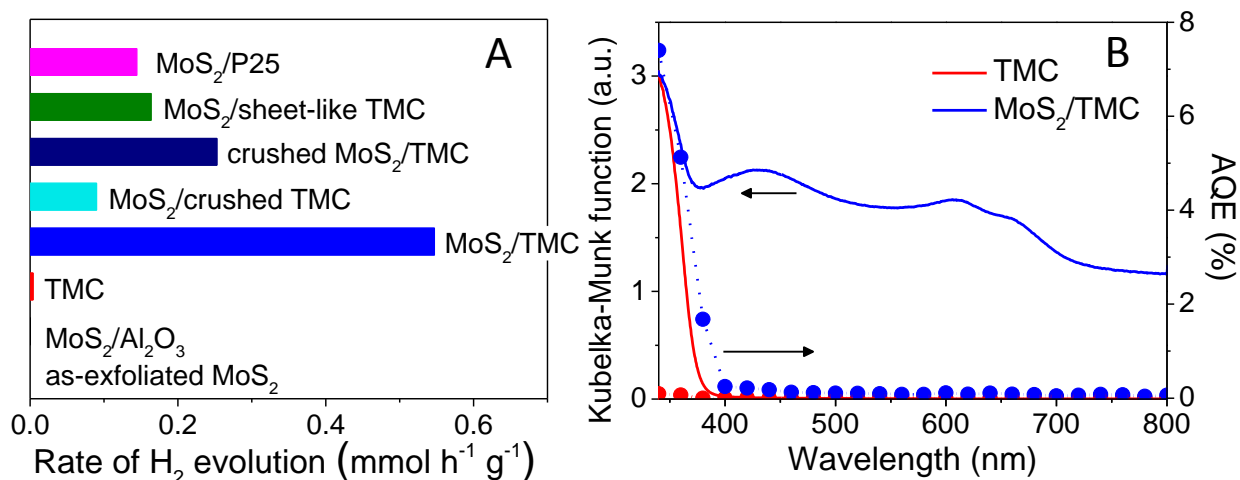 A
MoS₂/P25
MoS₂/sheet-like TMC
crushed MoS₂/TMC
MoS₂/crushed TMC
MoS₂/TMC
TMC
MoS₂/Al₂O₃
as-exfoliated MoS₂
0.0 0.2 0.4 0.6
Rate of H₂ evolution (mmol h⁻¹ g⁻¹)
B
Kubelka-Munk function (a.u.)
3
2
1
0
TMC
MoS₂/TMC
8
6
4
2
0
AQE (%)
400 500 600 700 800
Wavelength (nm)